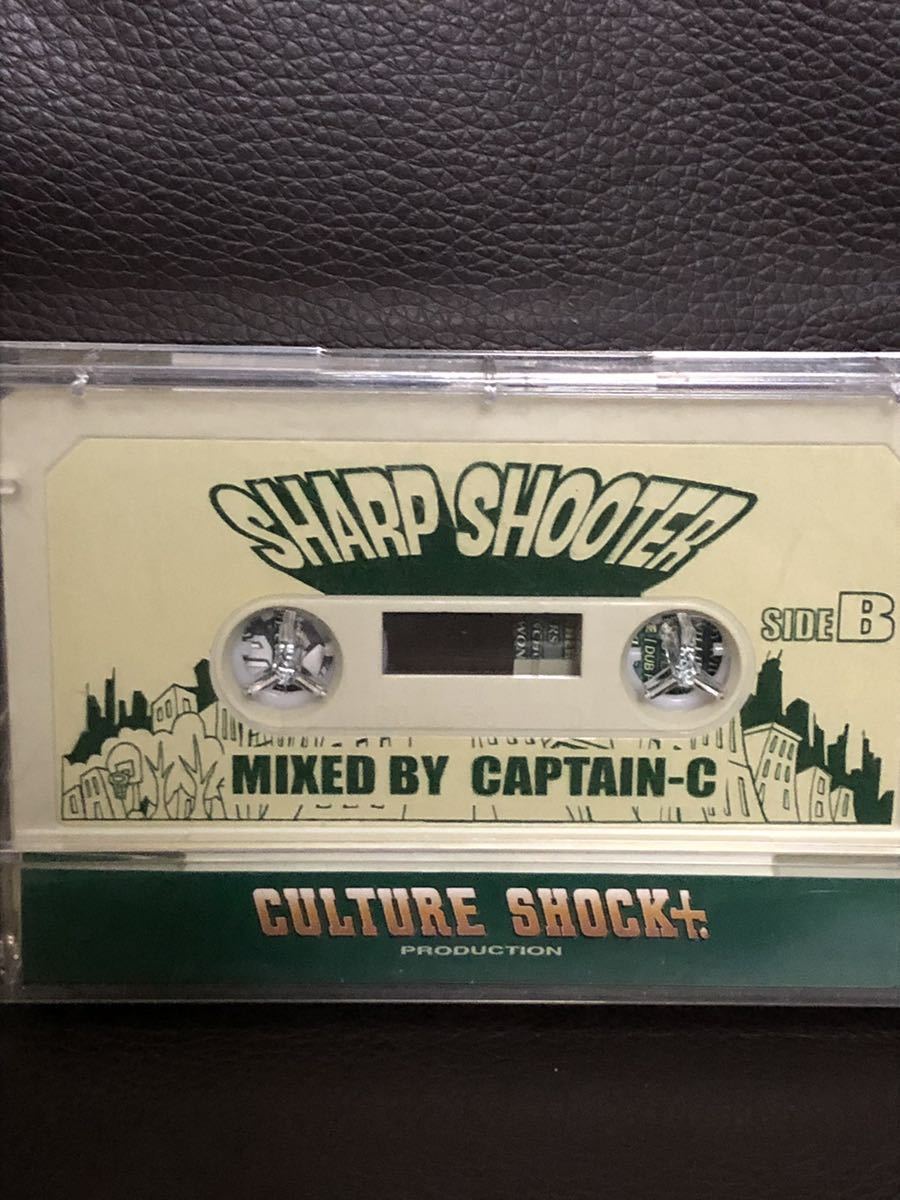 SHARP SHOOTER
SIDE B
MIXED BY CAPTAIN-C
CULTURE SHOCK+.
PRODUCTION